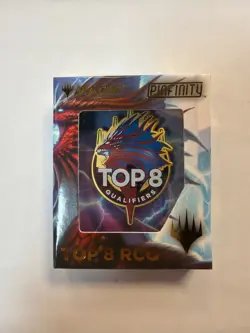 PINFINITY
TOP 8
QUALIFIERS
TOP 8 RCQ